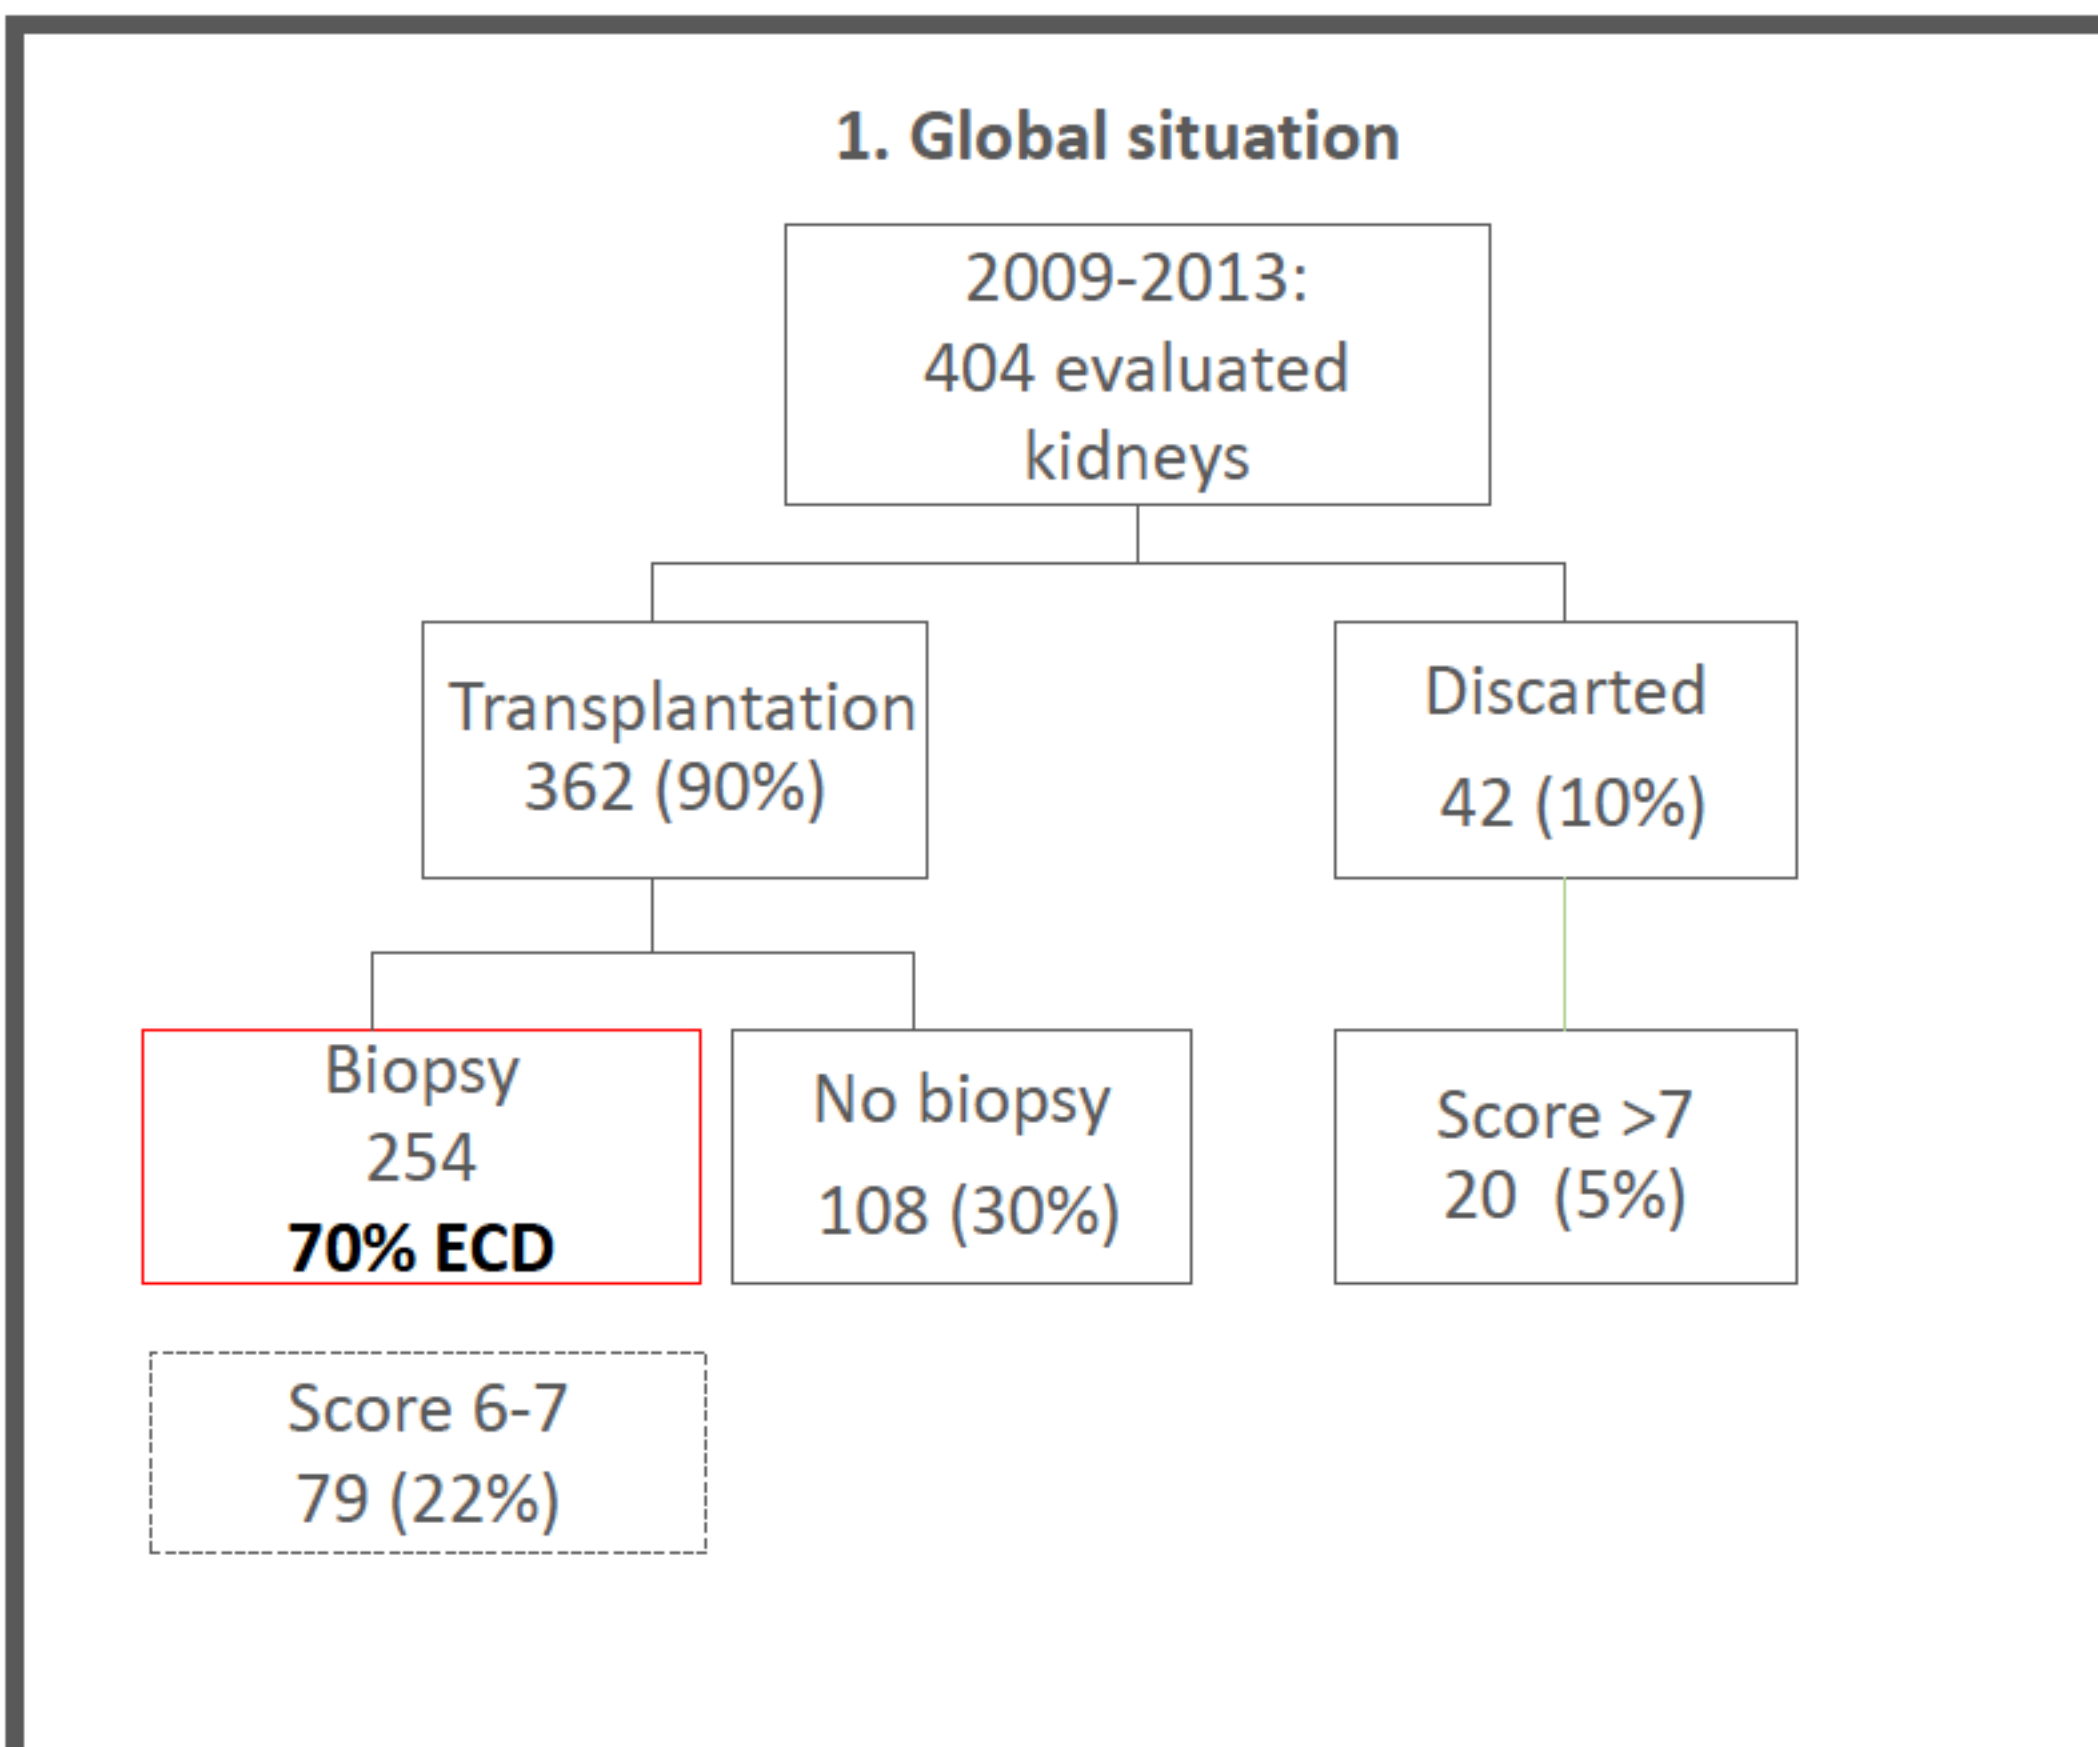 1. Global situation
2009-2013:
404 evaluated
kidneys
Transplantation
362 (90%)
Discarted
42 (10%)
Biopsy
254
70% ECD
No biopsy
108 (30%)
Score >7
20 (5%)
Score 6-7
79 (22%)